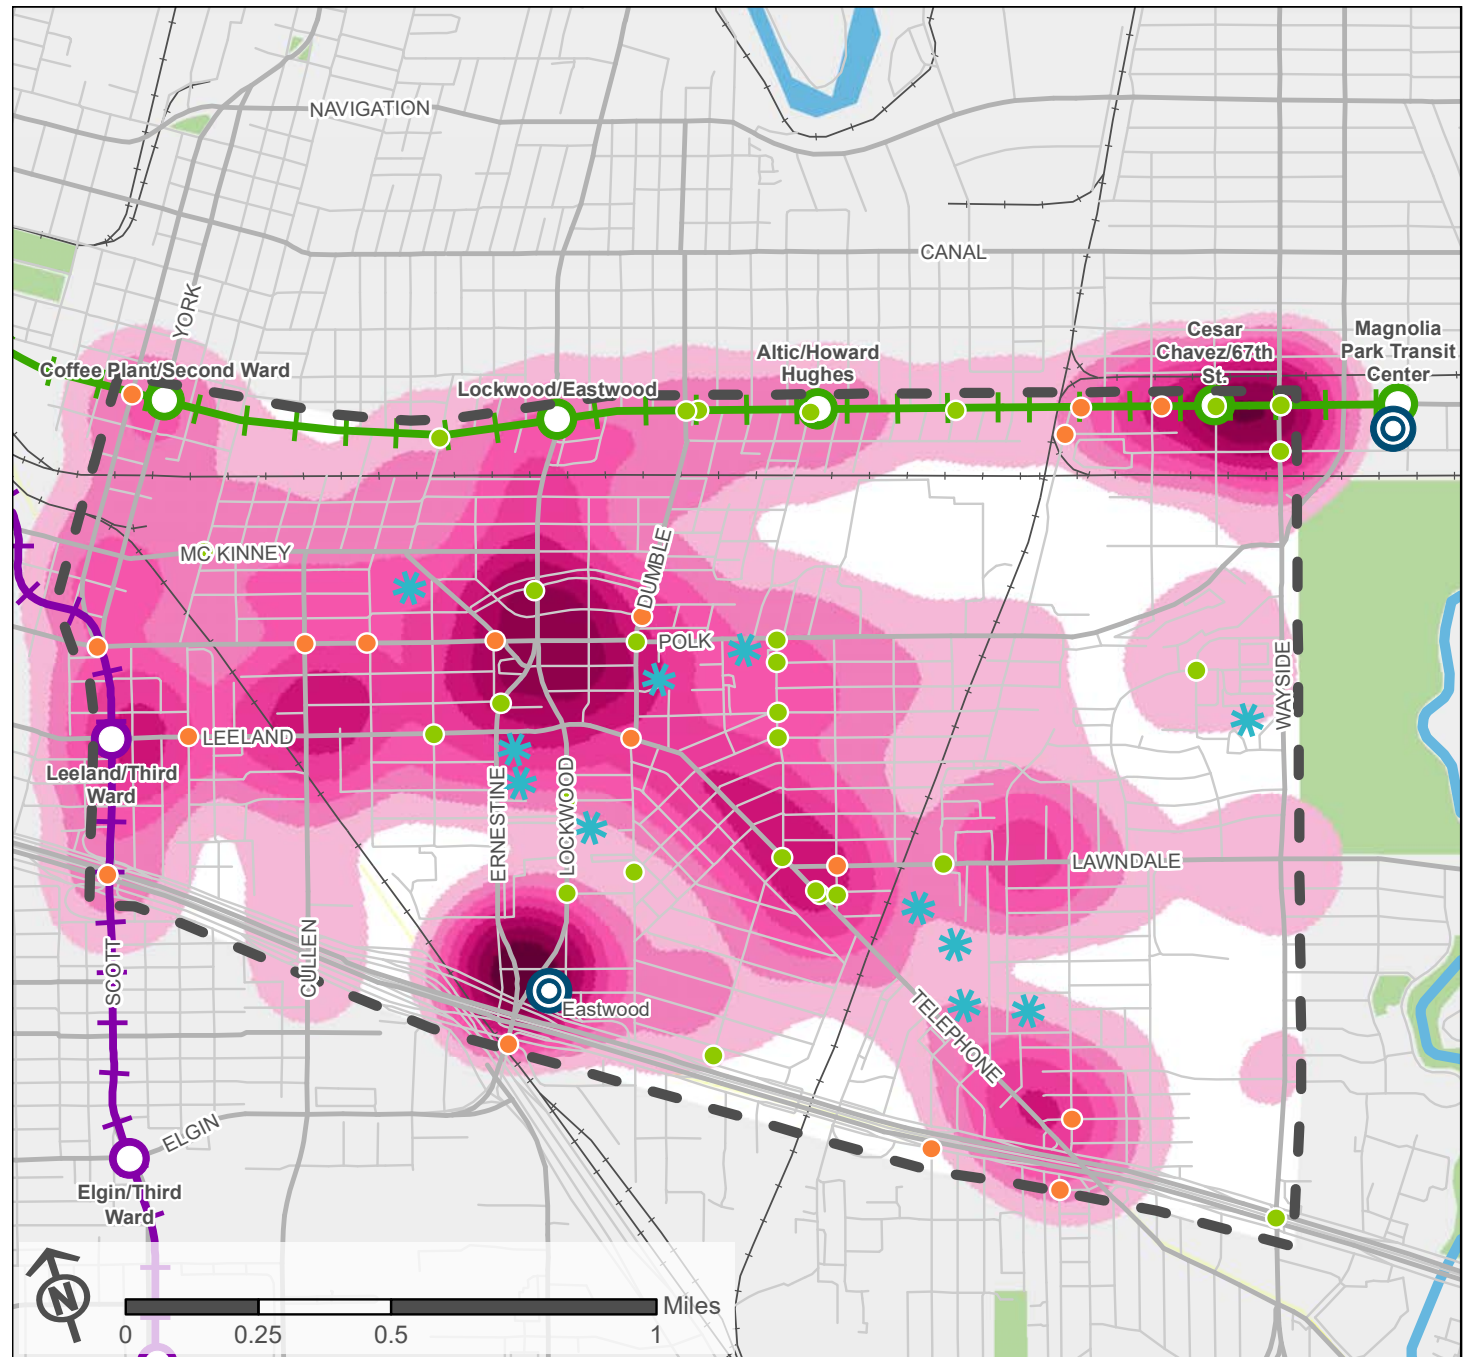 NAVIGATION
CANAL
YORK
Cesar
Chavez/67th
St.
Magnolia
Park Transit
Center
Altic/Howard
Hughes
Coffee Plant/Second Ward
Lockwood/Eastwood
MC KINNEY
DUMBLE
POLK
WAYSIDE
LEELAND
Leeland/Third
Ward
ERNESTINE
LOCKWOOD
LAWNDALE
SCOTT
CULLEN
Eastwood
TELEPHONE
ELGIN
Elgin/Third
Ward
N
Miles
0
0.25
0.5
1